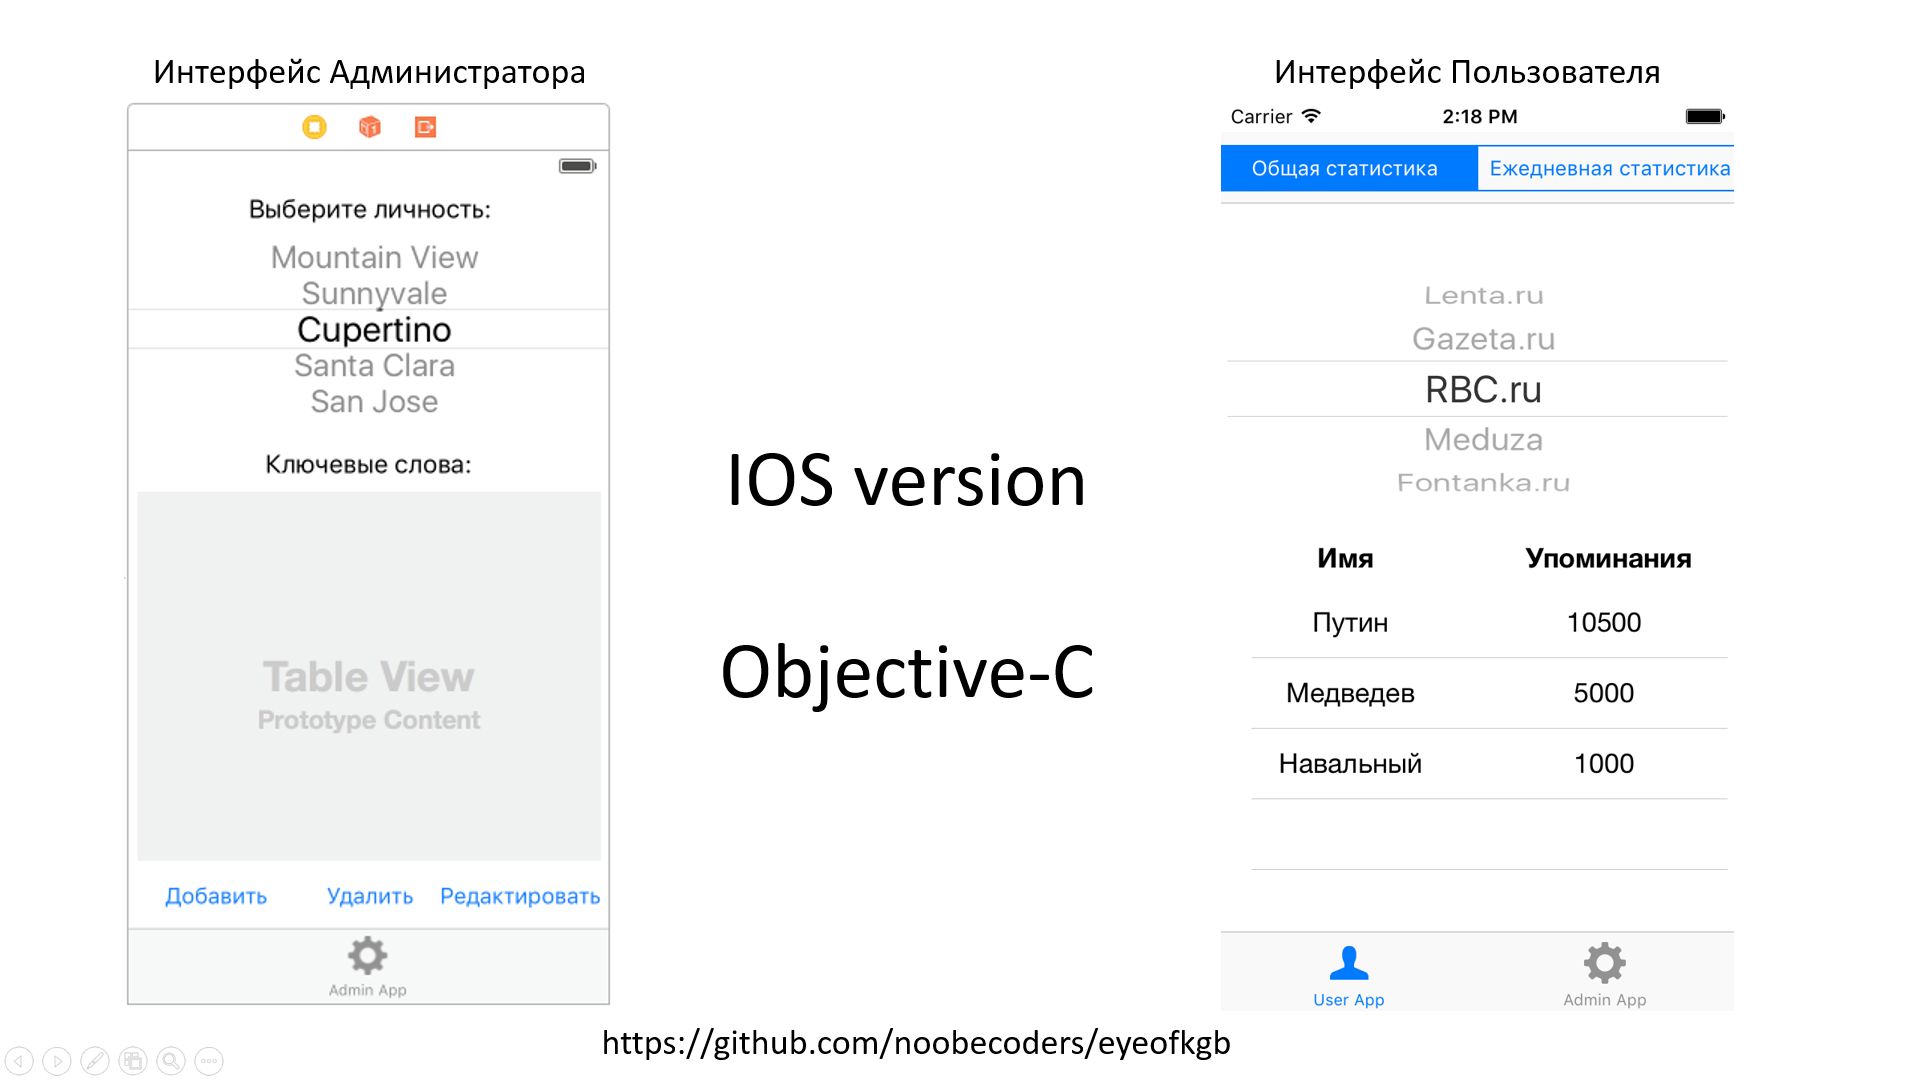 Интерфейс Администратора
Выберите личность:
Mountain View
Sunnyvale
Cupertino
Santa Clara
San Jose
Ключевые слова:
Table View
Prototype Content
Добавить Удалить Редактировать
Admin App
IOS version
Objective-C
Интерфейс Пользователя
Carrier 2:18 PM
Общая статистика Ежедневная статистика
Lenta.ru
Gazeta.ru
RBC.ru
Meduza
Fontanka.ru
Имя Упоминания
Путин 10500
Медведев 5000
Навальный 1000
User App Admin App
https://github.com/noobecoders/eyeofkgb